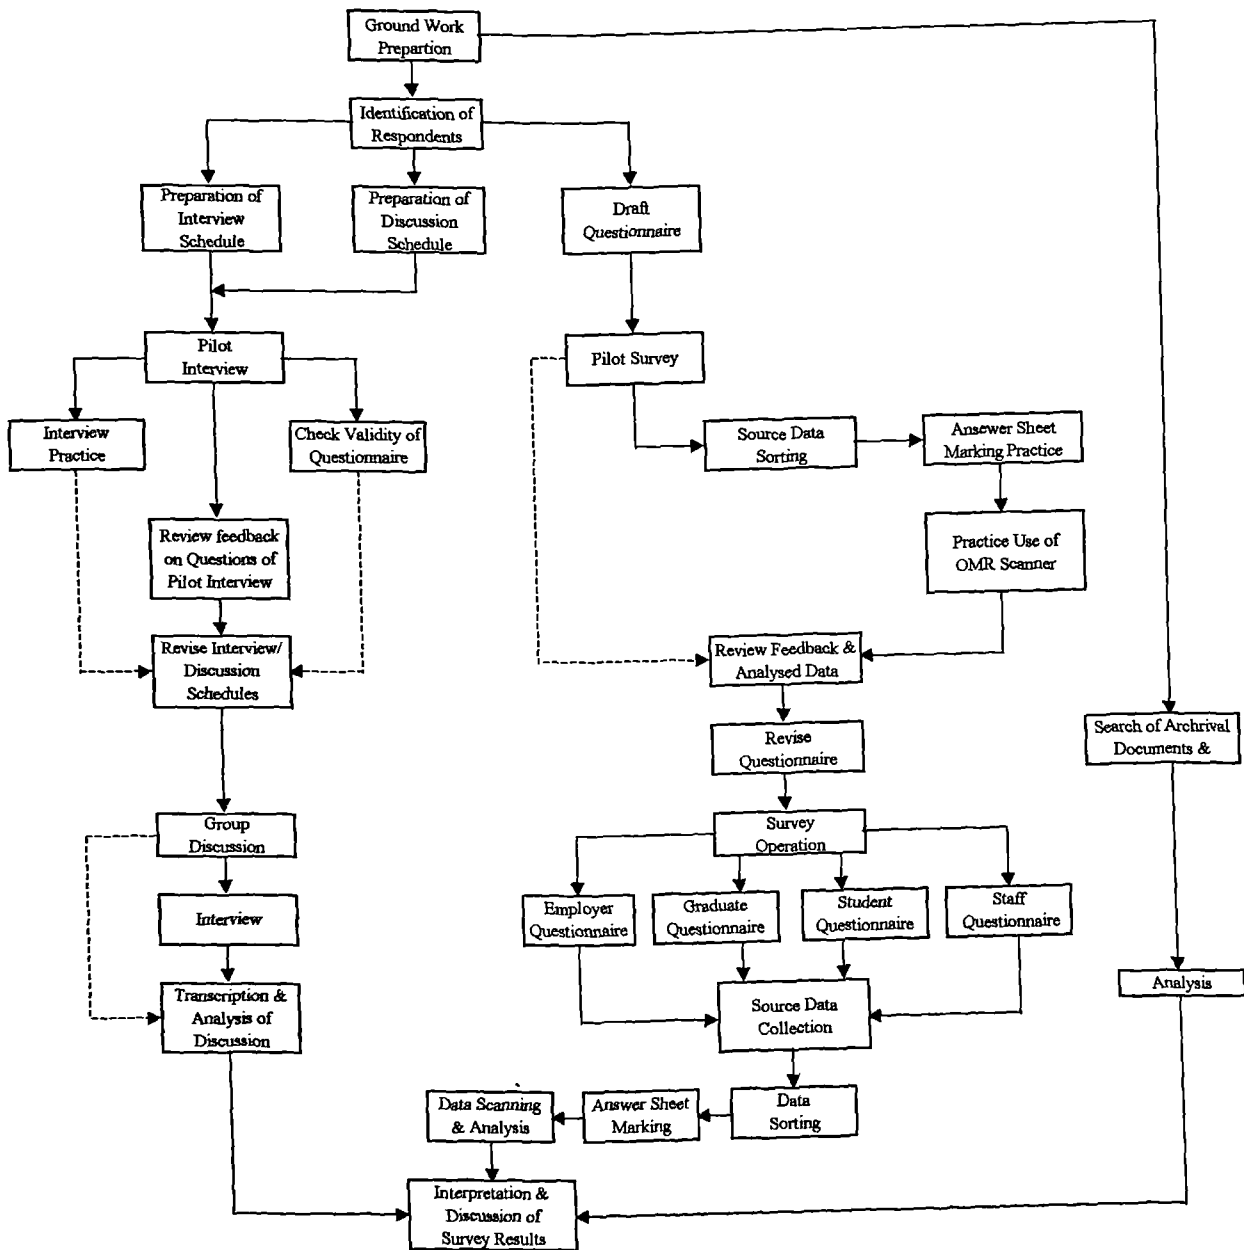 Ground Work
Prepartion
Identification of
Respondents
Preparation of
Interview
Schedule
Preparation of
Discussion
Schedule
Draft
Questionnaire
Pilot
Interview
Pilot Survey
Interview
Practice
Check Validity of
Questionnaire
Source Data
Sorting
Ansewer Sheet
Marking Practice
Review feedback
on Questions of
Pilot Interview
Practice Use of
OMR Scanner
Revise Interview/
Discussion
Schedules
Review Feedback &
Analysed Data
Revise
Questionnaire
Search of Archrival
Documents &
Group
Discussion
Survey
Operation
Interview
Employer
Questionnaire
Graduate
Questionnaire
Student
Questionnaire
Staff
Questionnaire
Transcription &
Analysis of
Discussion
Source Data
Collection
Analysis
Data Scanning
& Analysis
Answer Sheet
Marking
Data
Sorting
Interpretation &
Discussion of
Survey Results